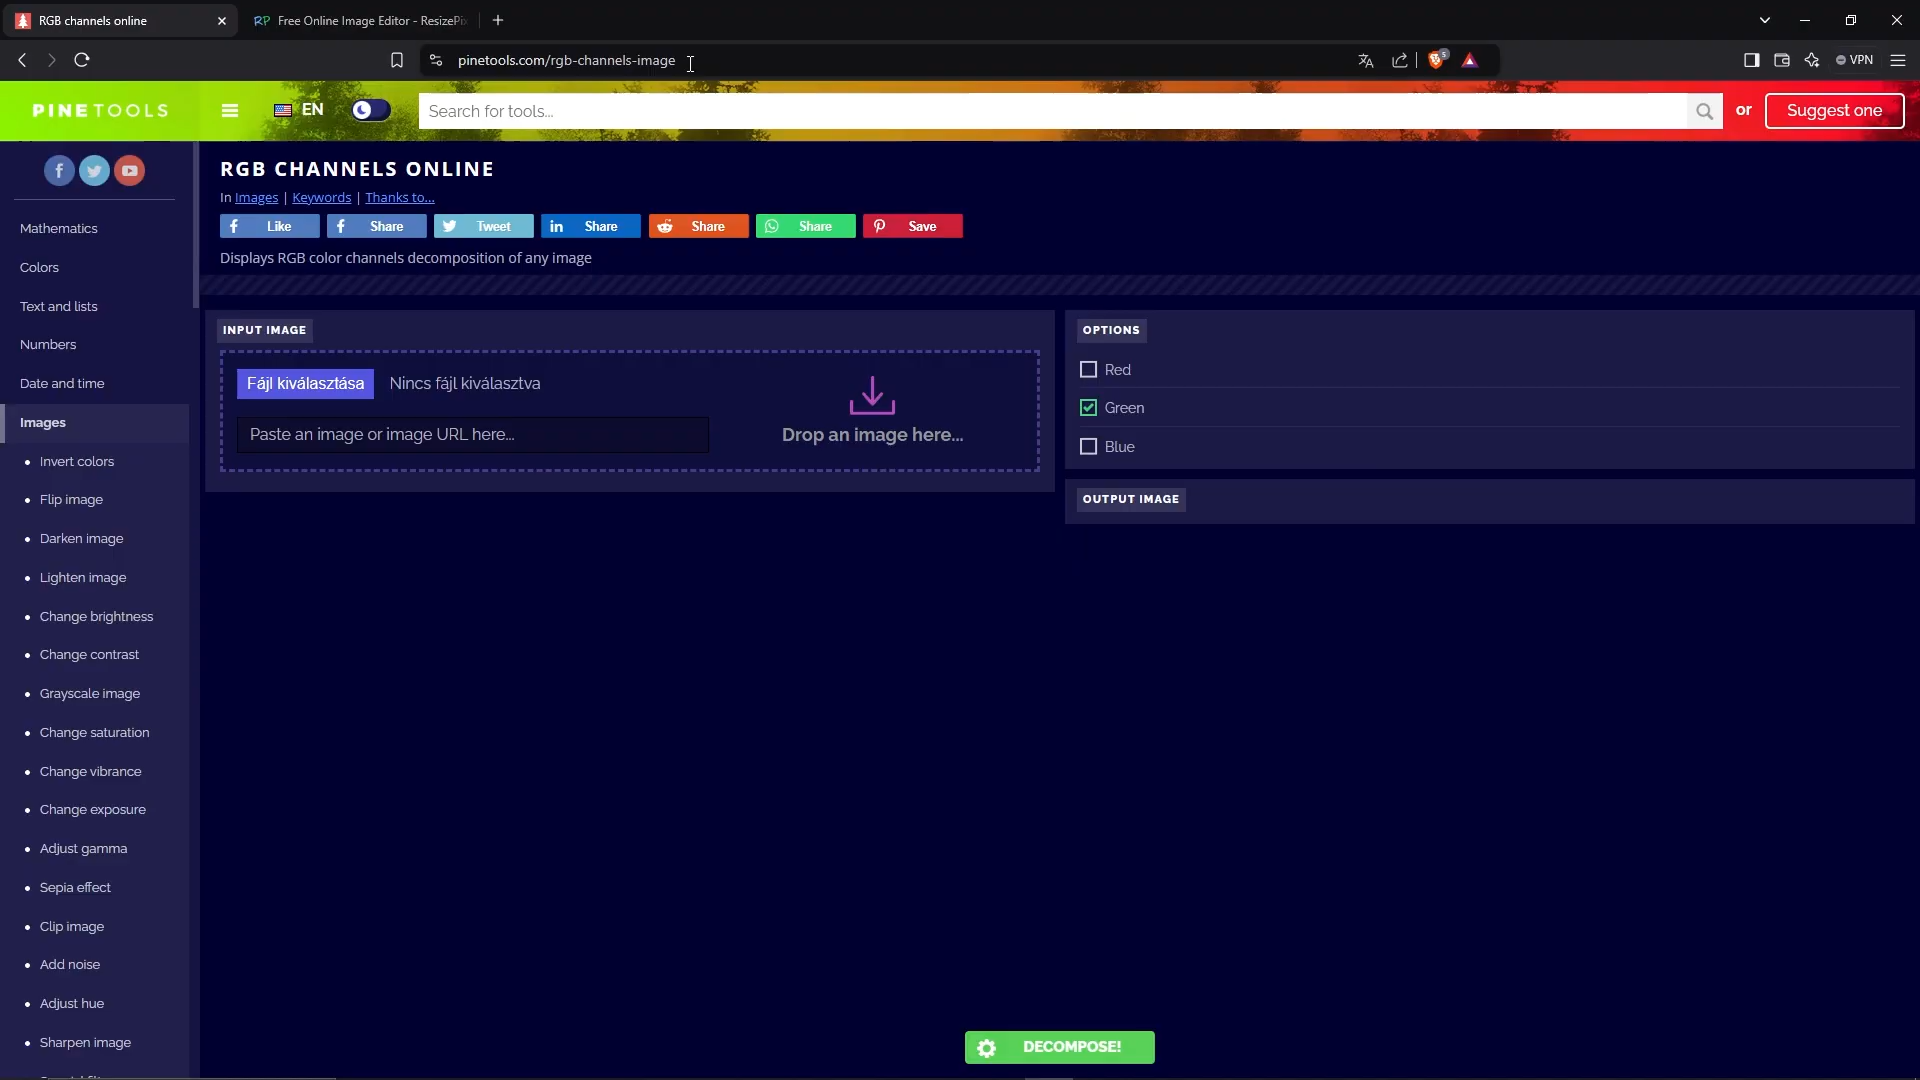 RGB channels online
RP Free Online Image Editor - ResizePix
pinetools.com/rgb-channels-image
5
VPN
PINETOOLS
EN
Search for tools...
or
Suggest one
RGB CHANNELS ONLINE
In Images | Keywords | Thanks to...
Like
Share
Tweet
Share
Share
Share
Save
Displays RGB color channels decomposition of any image
Mathematics
Colors
Text and lists
Numbers
Date and time
Images
Invert colors
Flip image
Darken image
Lighten image
Change brightness
Change contrast
Grayscale image
Change saturation
Change vibrance
Change exposure
Adjust gamma
Sepia effect
Clip image
Add noise
Adjust hue
Sharpen image
INPUT IMAGE
Fájl kiválasztása Nincs fájl kiválasztva
Paste an image or image URL here...
Drop an image here...
OPTIONS
Red
Green
Blue
OUTPUT IMAGE
DECOMPOSE!